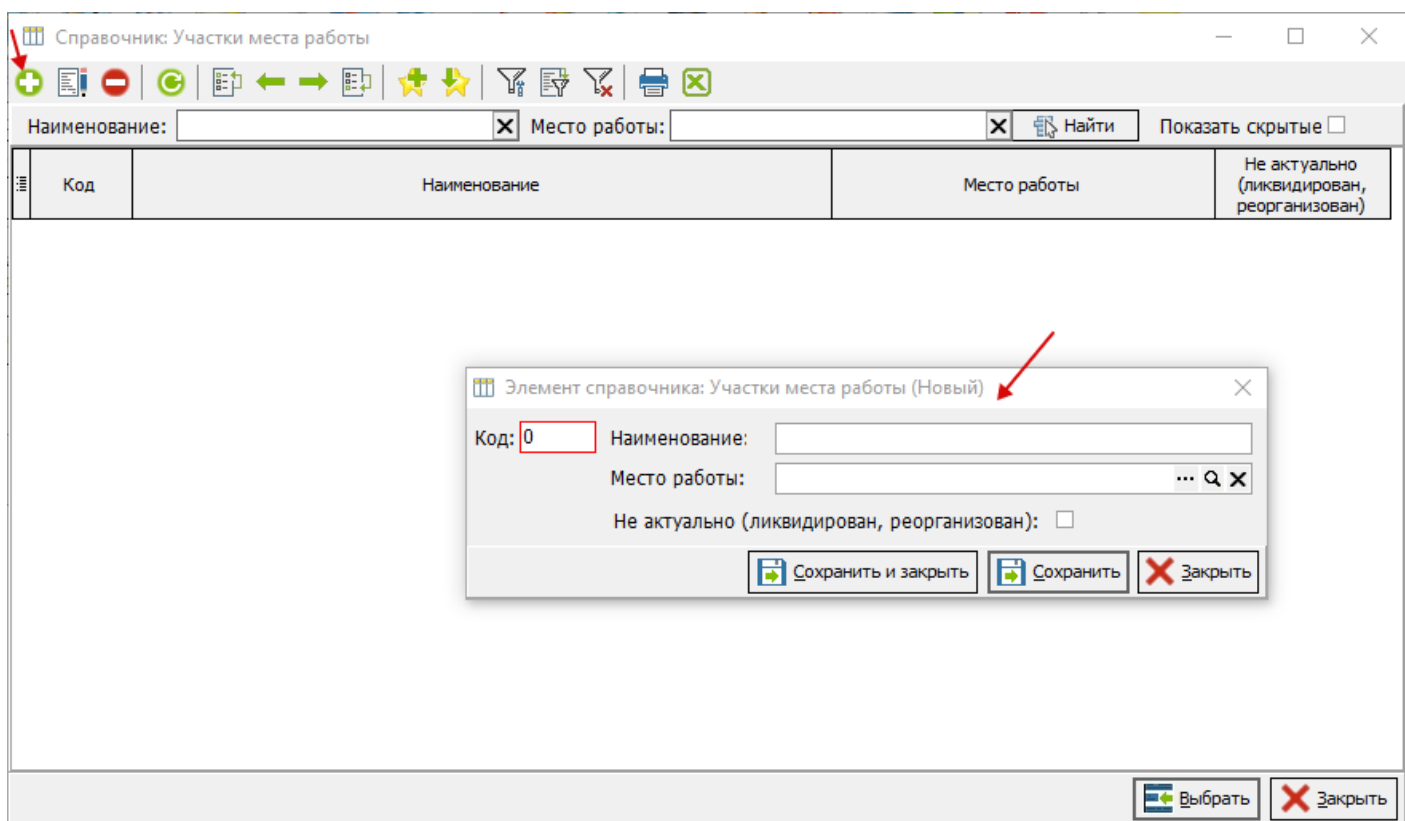 Справочник: Участки места работы
Наименование: Место работы: Найти Показать скрытые
Код Наименование Место работы Не актуально
(ликвидирован,
реорганизован)
Элемент справочника: Участки места работы (Новый)
Код: 0 Наименование:
Место работы:
Не актуально (ликвидирован, реорганизован):
Сохранить и закрыть Сохранить Закрыть
Выбрать Закрыть